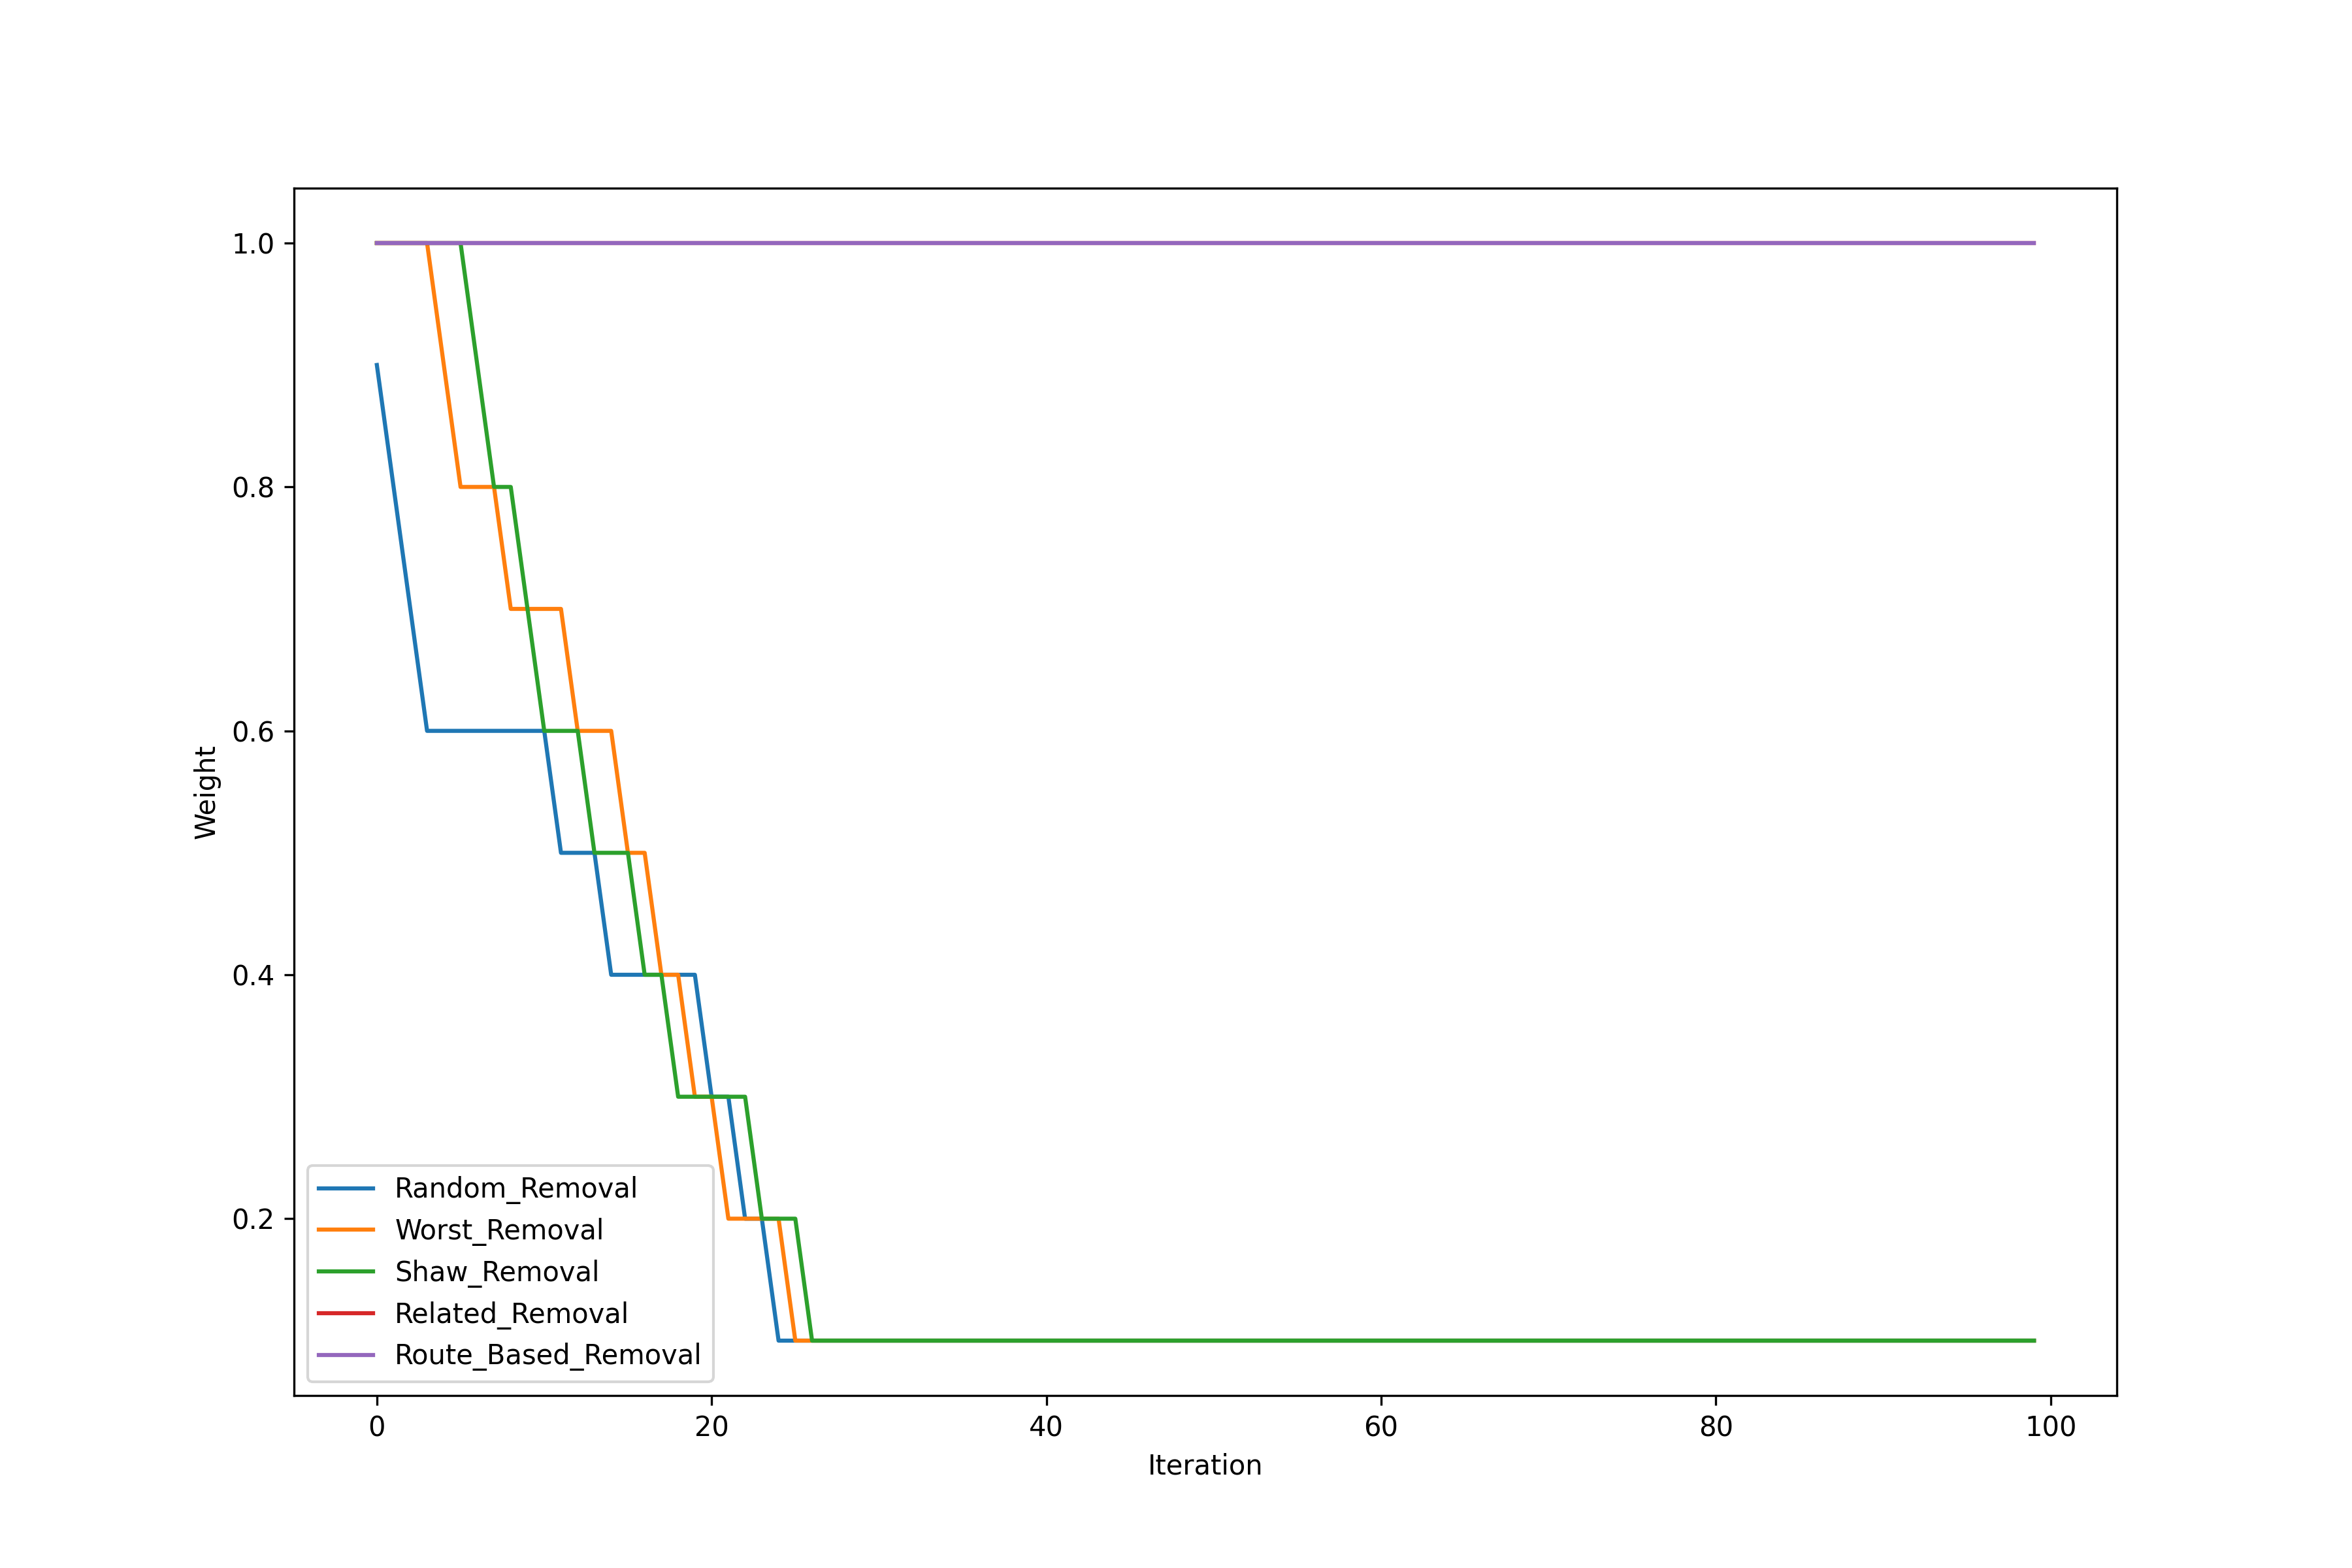 1.0
0.8
0.6
0.4
0.2
Weight
Random_Removal
Worst_Removal
Shaw_Removal
Related_Removal
Route_Based_Removal
0 20 40 60 80 100
Iteration